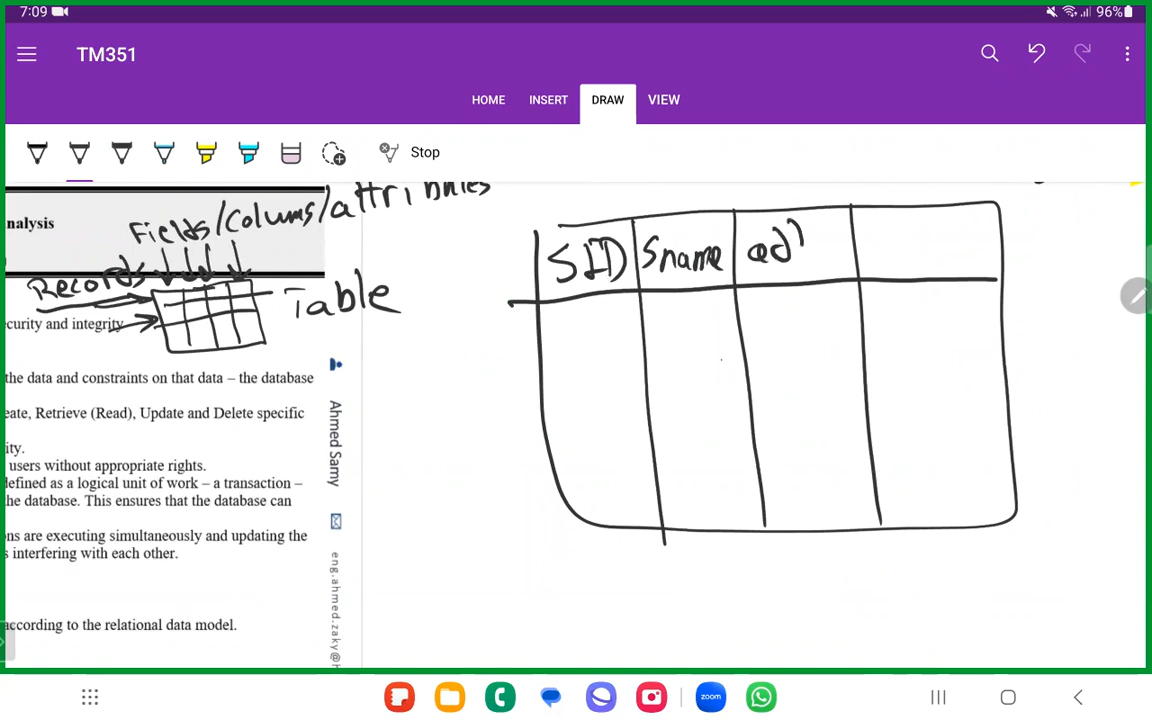 7:09
96%
TM351
HOME INSERT DRAW VIEW
Stop
attributes
nalysis
Fields/Colums/
Records
Table
ecurity and integrity
the data and constraints on that data – the database
eate, Retrieve (Read), Update and Delete specific
ity.
users without appropriate rights.
defined as a logical unit of work – a transaction –
the database. This ensures that the database can
ns are executing simultaneously and updating the
s interfering with each other.
according to the relational data model.
Ahmed Samy
eng.ahmed.zaky@h
SID Sname ad
zoom